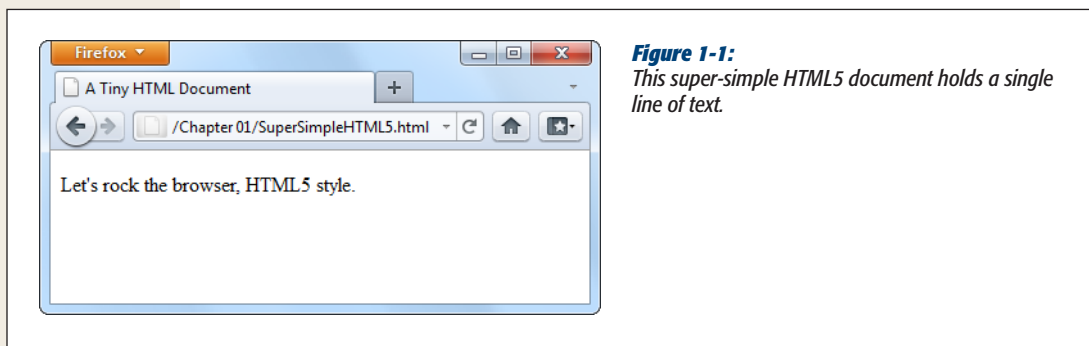 Firefox
A Tiny HTML Document
/Chapter 01/SuperSimpleHTML5.html
Let's rock the browser, HTML5 style.
Figure 1-1:
This super-simple HTML5 document holds a single
line of text.